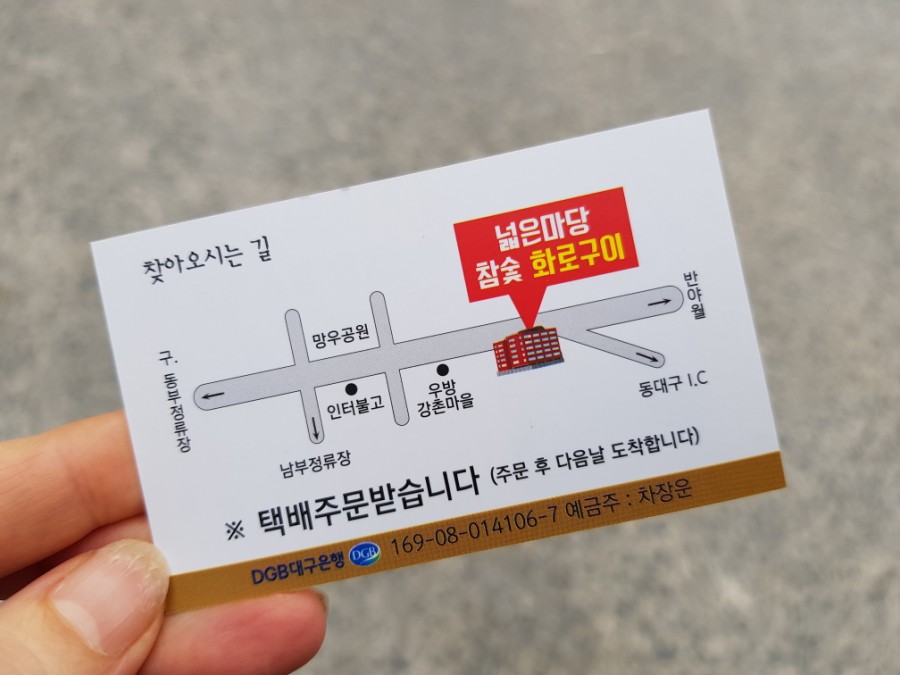 찾아오시는 길
넓은마당
참숯 화로구이
반야월
망우공원
구. 동부정류장
인터불고
우방
강촌마을
동대구 I.C
남부정류장
※ 택배주문받습니다 (주문 후 다음날 도착합니다)
DGB대구은행 DGB 169-08-014106-7 예금주 : 차장운